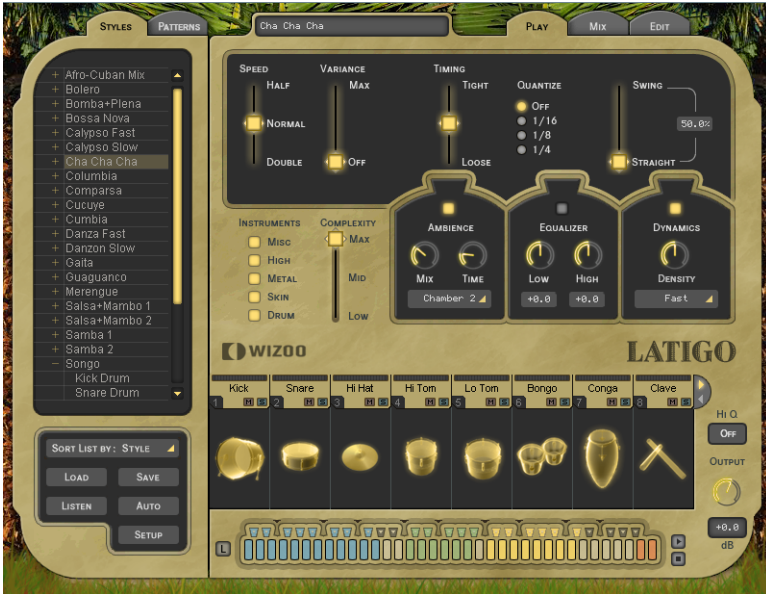 STYLES
PATTERNS
Cha Cha Cha
PLAY
MIX
EDIT
+ Afro-Cuban Mix
+ Bolero
+ Bomba+Plena
+ Bossa Nova
+ Calypso Fast
+ Calypso Slow
+ Cha Cha Cha
+ Columbia
+ Comparsa
+ Cucuye
+ Cumbia
+ Danza Fast
+ Danzon Slow
+ Gaita
+ Guaguanco
+ Merengue
+ Salsa+Mambo 1
+ Salsa+Mambo 2
+ Samba 1
+ Samba 2
− Songo
Kick Drum
Snare Drum
SORT LIST BY: STYLE
LOAD
SAVE
LISTEN
AUTO
SETUP
SPEED
HALF
NORMAL
DOUBLE
VARIANCE
MAX
OFF
TIMING
TIGHT
LOOSE
QUANTIZE
OFF
1/16
1/8
1/4
SWING
50.0%
STRAIGHT
INSTRUMENTS
MISC
HIGH
METAL
SKIN
DRUM
COMPLEXITY
MAX
MID
LOW
AMBIENCE
MIX
TIME
Chamber 2
EQUALIZER
LOW
HIGH
+0.0
+0.0
DYNAMICS
DENSITY
Fast
WIZOO
LATIGO
Kick
Snare
Hi Hat
Hi Tom
Lo Tom
Bongo
Conga
Clave
1 M S
2 M S
3 M S
4 M S
5 M S
6 M S
7 M S
8 M S
HI Q
OFF
OUTPUT
+0.0
dB
L